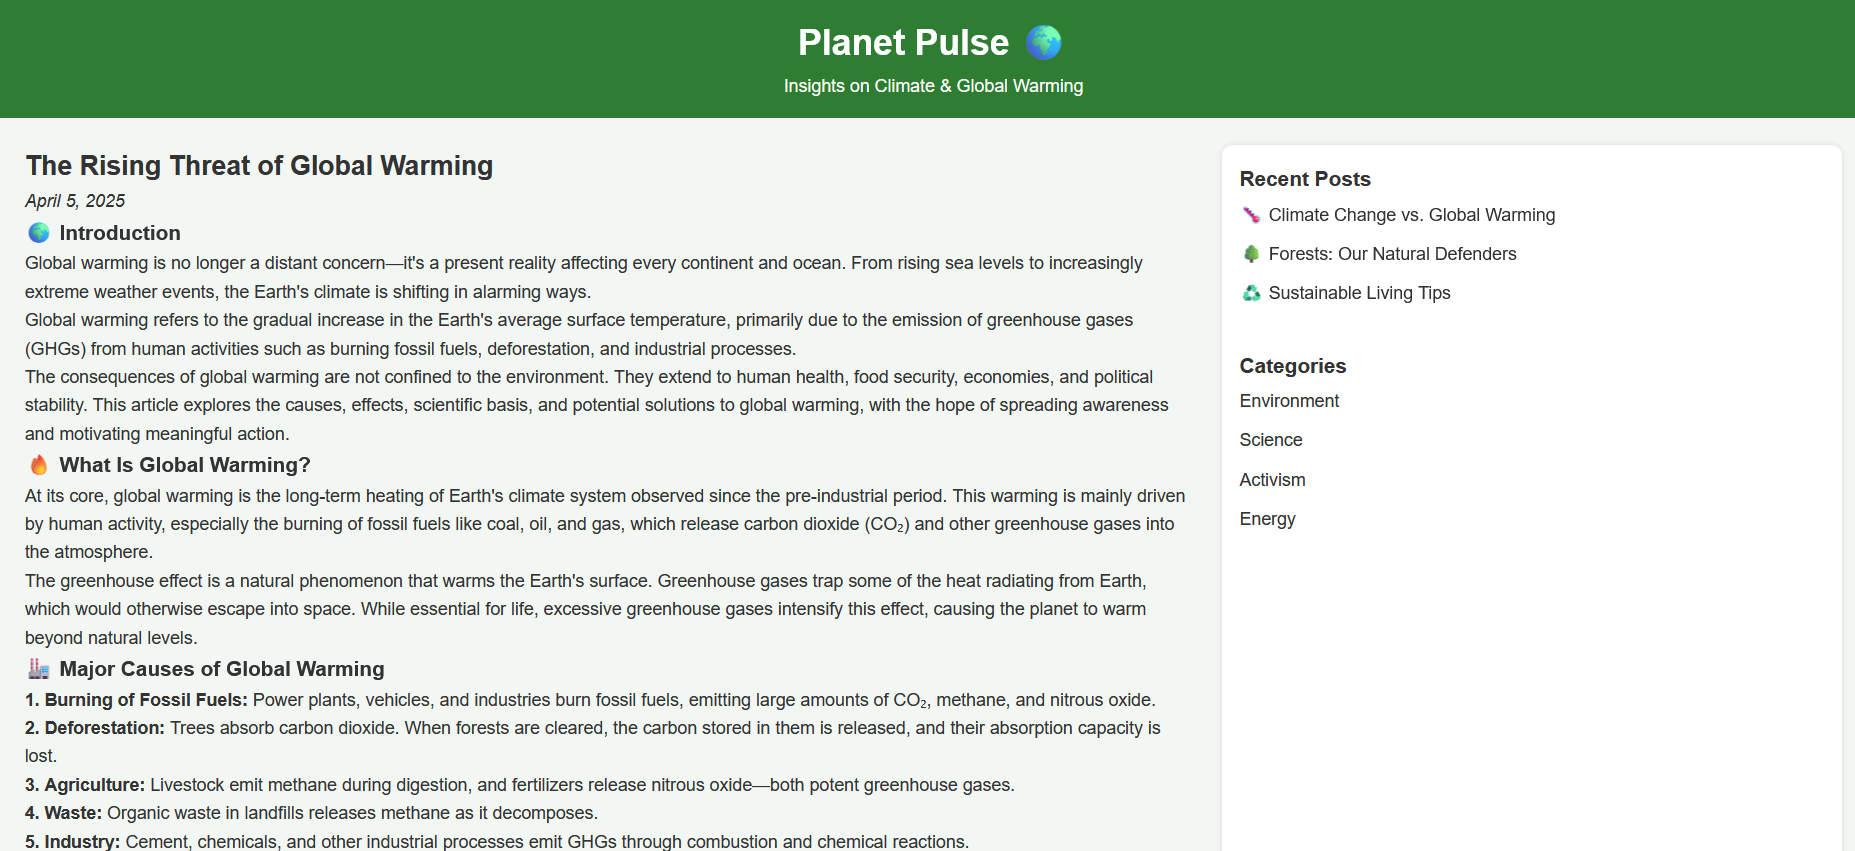 Planet Pulse 🌍
Insights on Climate & Global Warming
The Rising Threat of Global Warming
April 5, 2025
🌍 Introduction
Global warming is no longer a distant concern—it's a present reality affecting every continent and ocean. From rising sea levels to increasingly
extreme weather events, the Earth's climate is shifting in alarming ways.
Global warming refers to the gradual increase in the Earth's average surface temperature, primarily due to the emission of greenhouse gases
(GHGs) from human activities such as burning fossil fuels, deforestation, and industrial processes.
The consequences of global warming are not confined to the environment. They extend to human health, food security, economies, and political
stability. This article explores the causes, effects, scientific basis, and potential solutions to global warming, with the hope of spreading awareness
and motivating meaningful action.
🔥 What Is Global Warming?
At its core, global warming is the long-term heating of Earth's climate system observed since the pre-industrial period. This warming is mainly driven
by human activity, especially the burning of fossil fuels like coal, oil, and gas, which release carbon dioxide (CO₂) and other greenhouse gases into
the atmosphere.
The greenhouse effect is a natural phenomenon that warms the Earth's surface. Greenhouse gases trap some of the heat radiating from Earth,
which would otherwise escape into space. While essential for life, excessive greenhouse gases intensify this effect, causing the planet to warm
beyond natural levels.
🏭 Major Causes of Global Warming
1. Burning of Fossil Fuels: Power plants, vehicles, and industries burn fossil fuels, emitting large amounts of CO₂, methane, and nitrous oxide.
2. Deforestation: Trees absorb carbon dioxide. When forests are cleared, the carbon stored in them is released, and their absorption capacity is
lost.
3. Agriculture: Livestock emit methane during digestion, and fertilizers release nitrous oxide—both potent greenhouse gases.
4. Waste: Organic waste in landfills releases methane as it decomposes.
5. Industry: Cement, chemicals, and other industrial processes emit GHGs through combustion and chemical reactions.
Recent Posts
🌡️ Climate Change vs. Global Warming
🌳 Forests: Our Natural Defenders
♻️ Sustainable Living Tips
Categories
Environment
Science
Activism
Energy